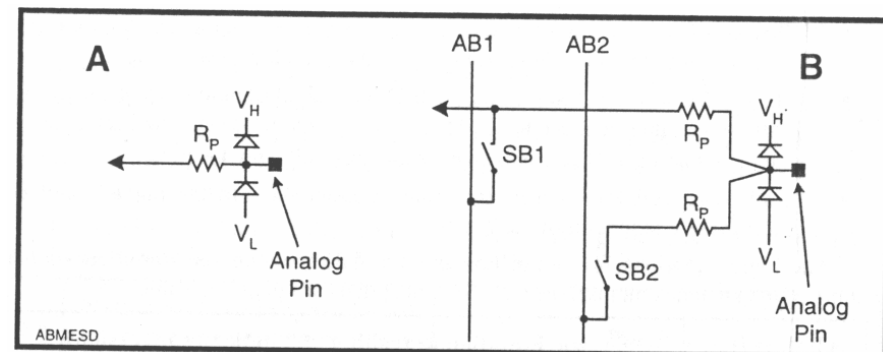 A
V_H
R_P
V_L
Analog
Pin
ABMESD
AB1
AB2
B
SB1
R_P
V_H
R_P
SB2
V_L
Analog
Pin